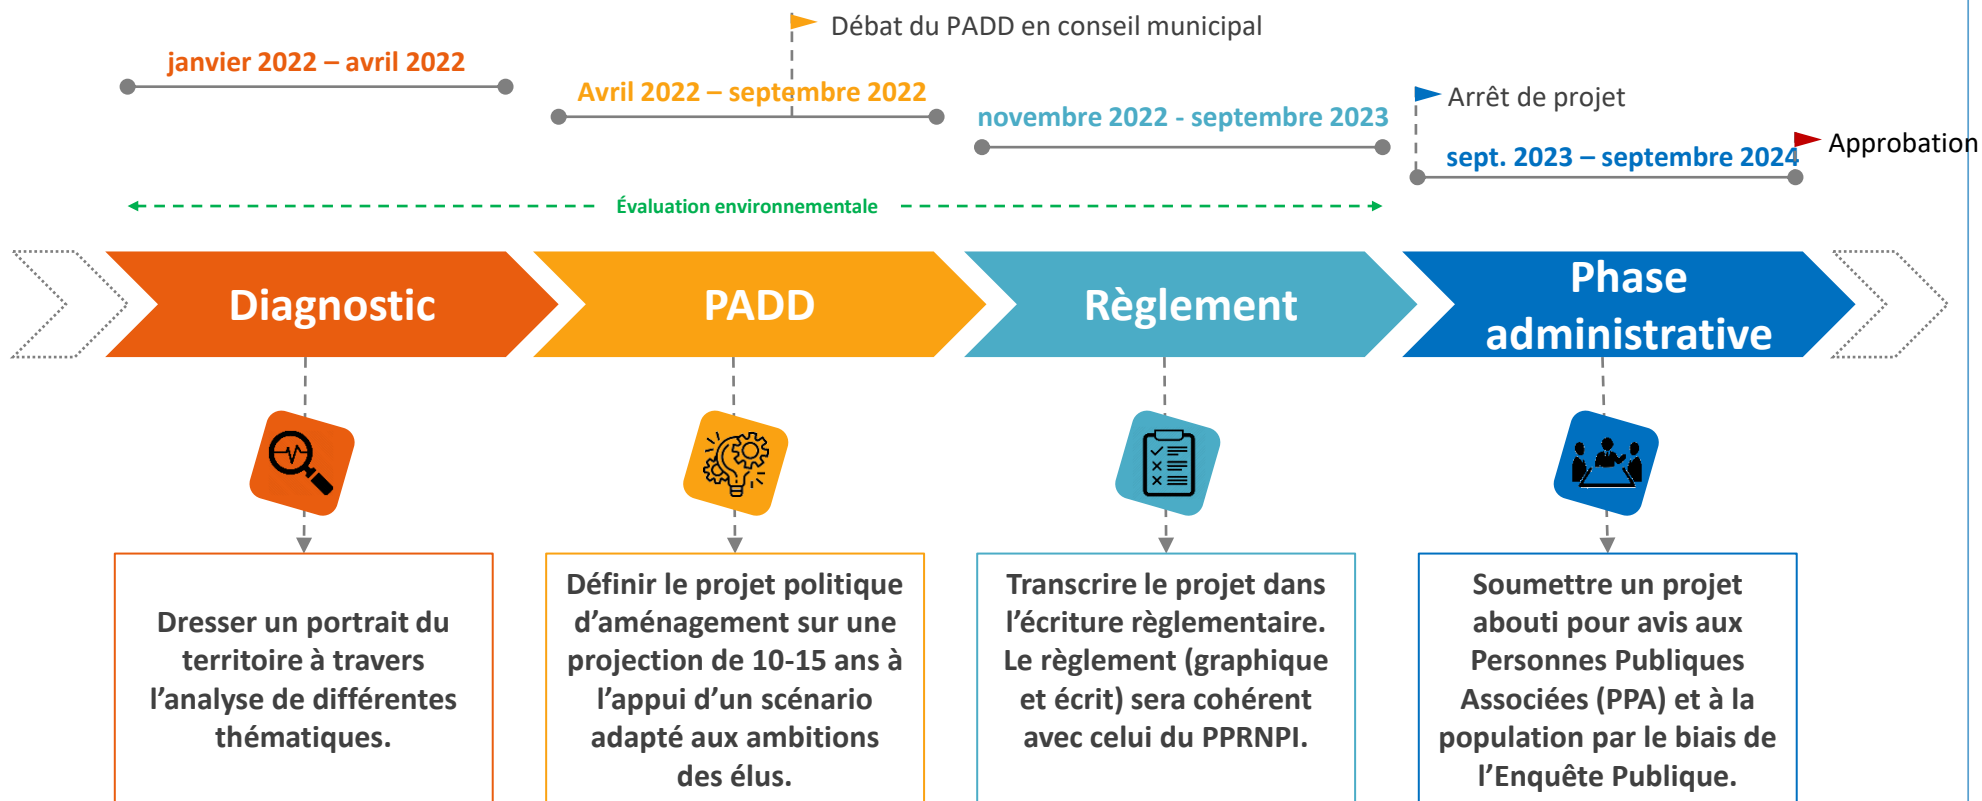 Débat du PADD en conseil municipal
janvier 2022 – avril 2022
Avril 2022 – septembre 2022
novembre 2022 - septembre 2023
Arrêt de projet
sept. 2023 – septembre 2024
Approbation
Évaluation environnementale
Diagnostic
PADD
Règlement
Phase
administrative
Dresser un portrait du
territoire à travers
l’analyse de différentes
thématiques.
Définir le projet politique
d’aménagement sur une
projection de 10-15 ans à
l’appui d’un scénario
adapté aux ambitions
des élus.
Transcrire le projet dans
l’écriture règlementaire.
Le règlement (graphique
et écrit) sera cohérent
avec celui du PPRNPI.
Soumettre un projet
abouti pour avis aux
Personnes Publiques
Associées (PPA) et à la
population par le biais de
l’Enquête Publique.